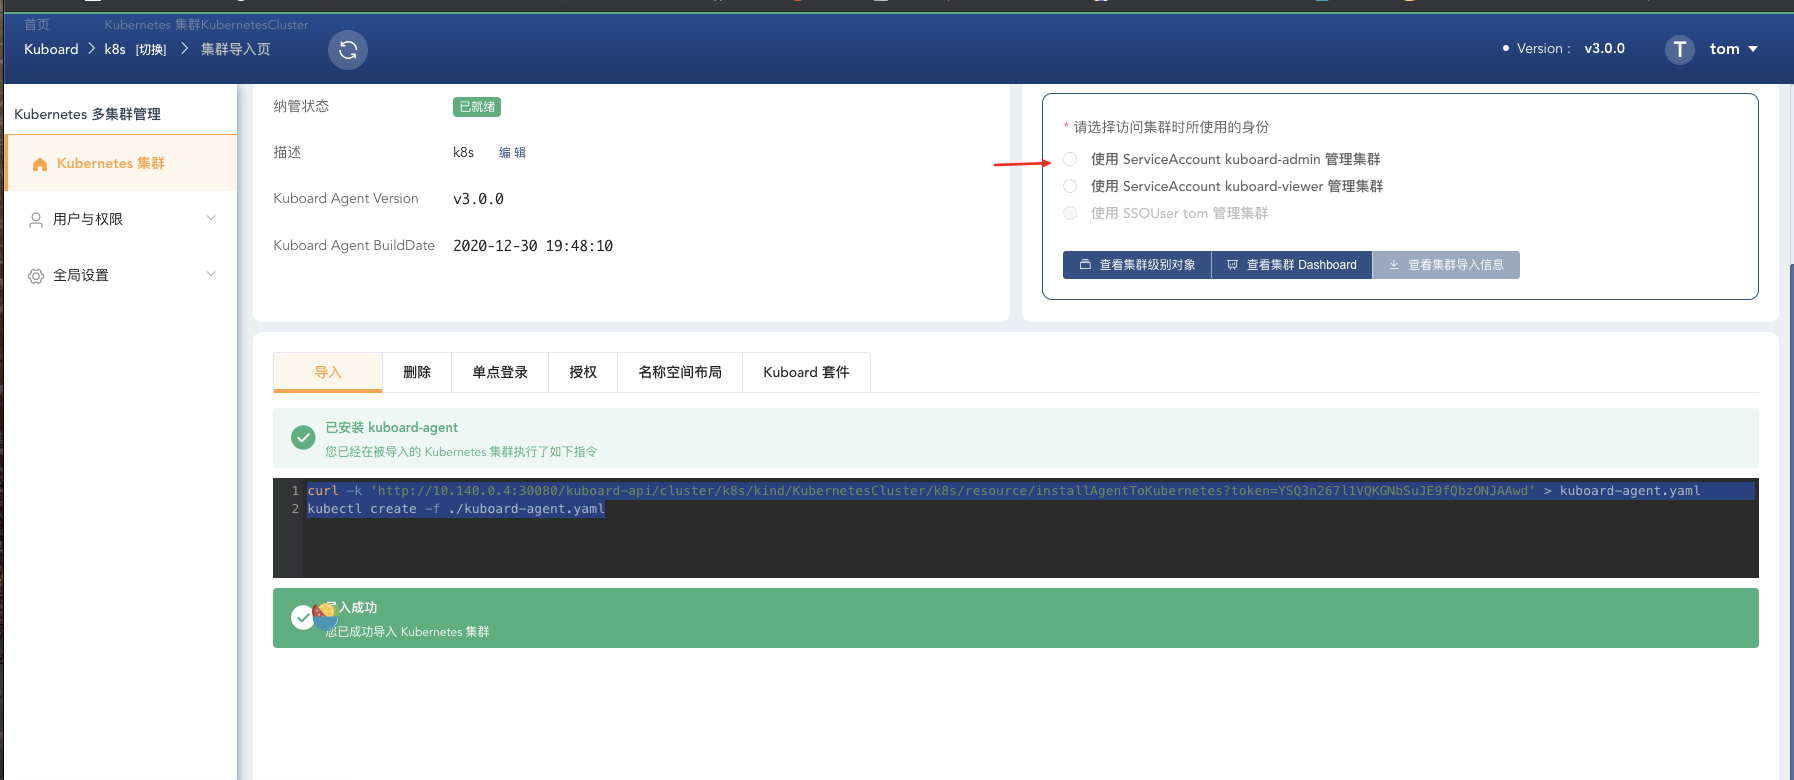 首页
Kubernetes 集群KubernetesCluster
Kuboard
k8s
[切换]
集群导入页
Version :
v3.0.0
T
tom
Kubernetes 多集群管理
Kubernetes 集群
用户与权限
全局设置
纳管状态
已就绪
描述
k8s
编 辑
Kuboard Agent Version
v3.0.0
Kuboard Agent BuildDate
2020-12-30 19:48:10
* 请选择访问集群时所使用的身份
使用 ServiceAccount kuboard-admin 管理集群
使用 ServiceAccount kuboard-viewer 管理集群
使用 SSOUser tom 管理集群
查看集群级别对象
查看集群 Dashboard
查看集群导入信息
导入
删除
单点登录
授权
名称空间布局
Kuboard 套件
已安装 kuboard-agent
您已经在被导入的 Kubernetes 集群执行了如下指令
1 curl -k 'http://10.140.0.4:30080/kuboard-api/cluster/k8s/kind/KubernetesCluster/k8s/resource/installAgentToKubernetes?token=YSQ3n267l1VQKGNbSuJE9fQbzONJAAwd' > kuboard-agent.yaml
2 kubectl create -f ./kuboard-agent.yaml
导入成功
您已成功导入 Kubernetes 集群